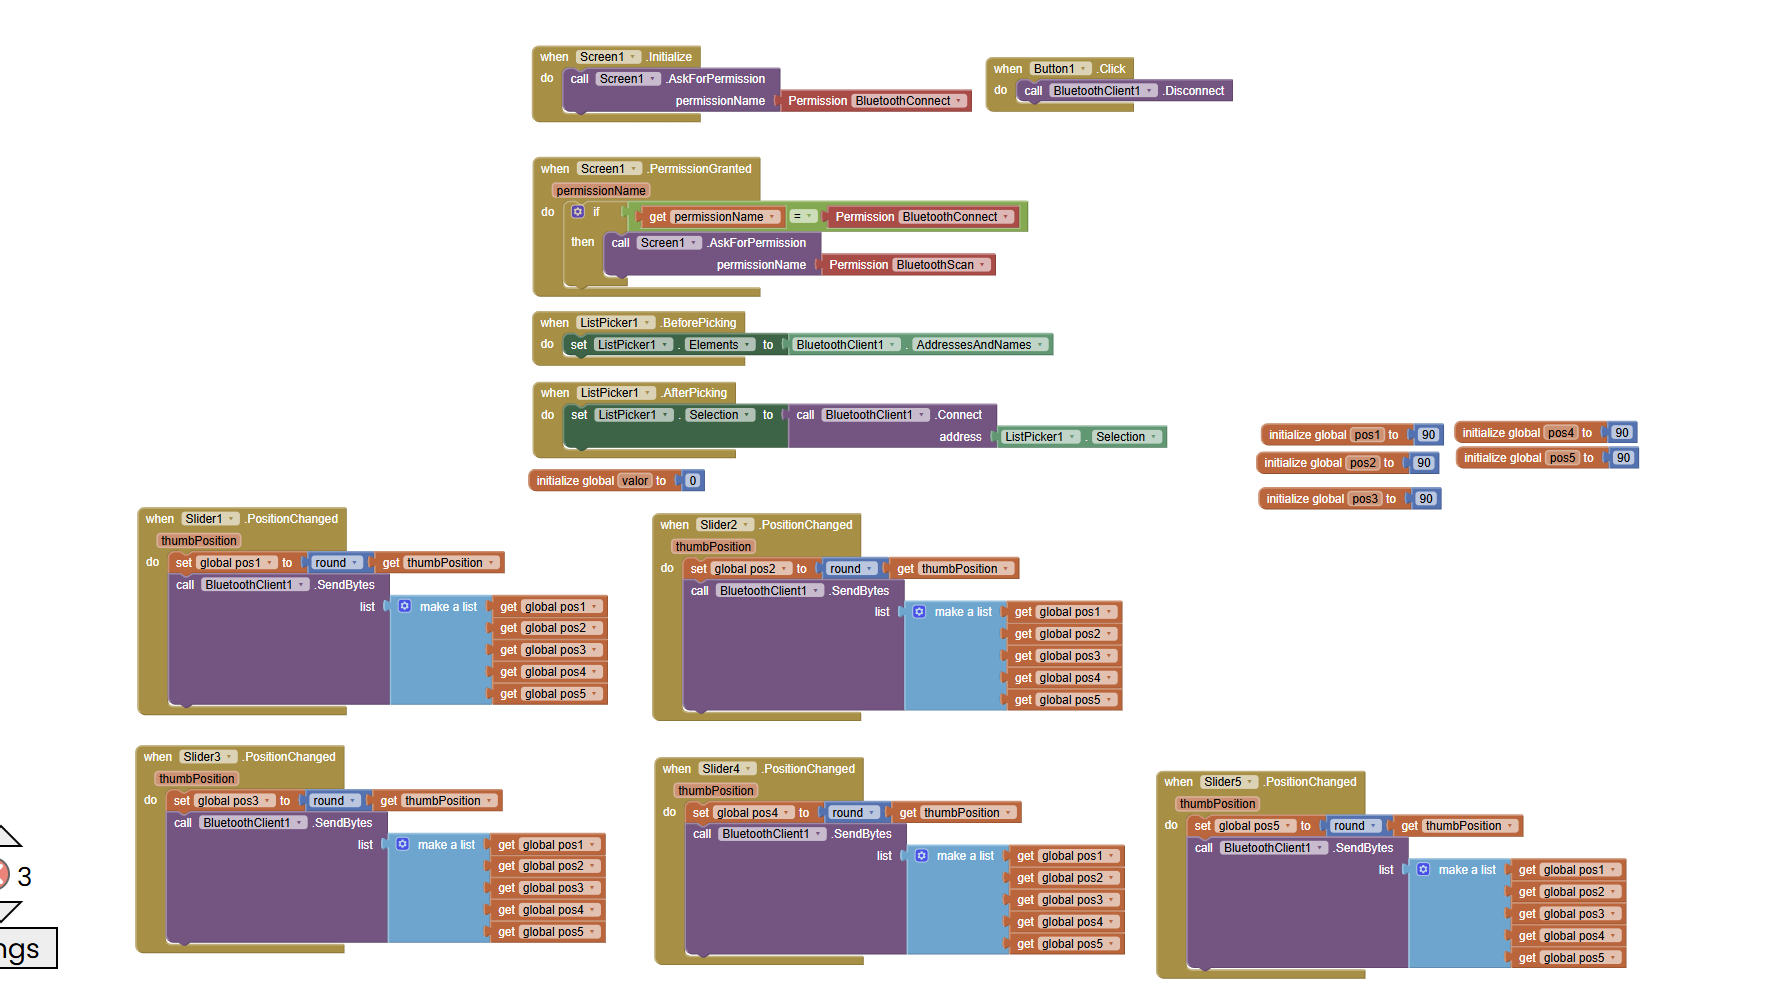 when Screen1 .Initialize
do call Screen1 .AskForPermission
permissionName Permission BluetoothConnect
when Button1 .Click
do call BluetoothClient1 .Disconnect
when Screen1 .PermissionGranted
permissionName
do if get permissionName = Permission BluetoothConnect
then call Screen1 .AskForPermission
permissionName Permission BluetoothScan
when ListPicker1 .BeforePicking
do set ListPicker1 . Elements to BluetoothClient1 . AddressesAndNames
when ListPicker1 .AfterPicking
do set ListPicker1 . Selection to call BluetoothClient1 .Connect
address ListPicker1 . Selection
initialize global valor to 0
initialize global pos1 to 90
initialize global pos4 to 90
initialize global pos2 to 90
initialize global pos5 to 90
initialize global pos3 to 90
when Slider1 .PositionChanged
thumbPosition
do set global pos1 to round get thumbPosition
call BluetoothClient1 .SendBytes
list make a list get global pos1
get global pos2
get global pos3
get global pos4
get global pos5
when Slider2 .PositionChanged
thumbPosition
do set global pos2 to round get thumbPosition
call BluetoothClient1 .SendBytes
list make a list get global pos1
get global pos2
get global pos3
get global pos4
get global pos5
when Slider3 .PositionChanged
thumbPosition
do set global pos3 to round get thumbPosition
call BluetoothClient1 .SendBytes
list make a list get global pos1
get global pos2
get global pos3
get global pos4
get global pos5
when Slider4 .PositionChanged
thumbPosition
do set global pos4 to round get thumbPosition
call BluetoothClient1 .SendBytes
list make a list get global pos1
get global pos2
get global pos3
get global pos4
get global pos5
when Slider5 .PositionChanged
thumbPosition
do set global pos5 to round get thumbPosition
call BluetoothClient1 .SendBytes
list make a list get global pos1
get global pos2
get global pos3
get global pos4
get global pos5
3
ngs